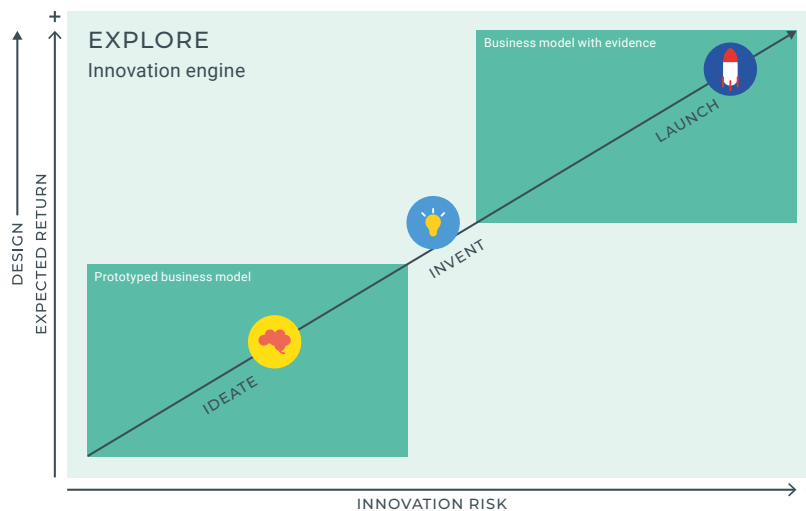 +
EXPLORE
Innovation engine
Business model with evidence
LAUNCH
INVENT
Prototyped business model
IDEATE
DESIGN
EXPECTED RETURN
INNOVATION RISK